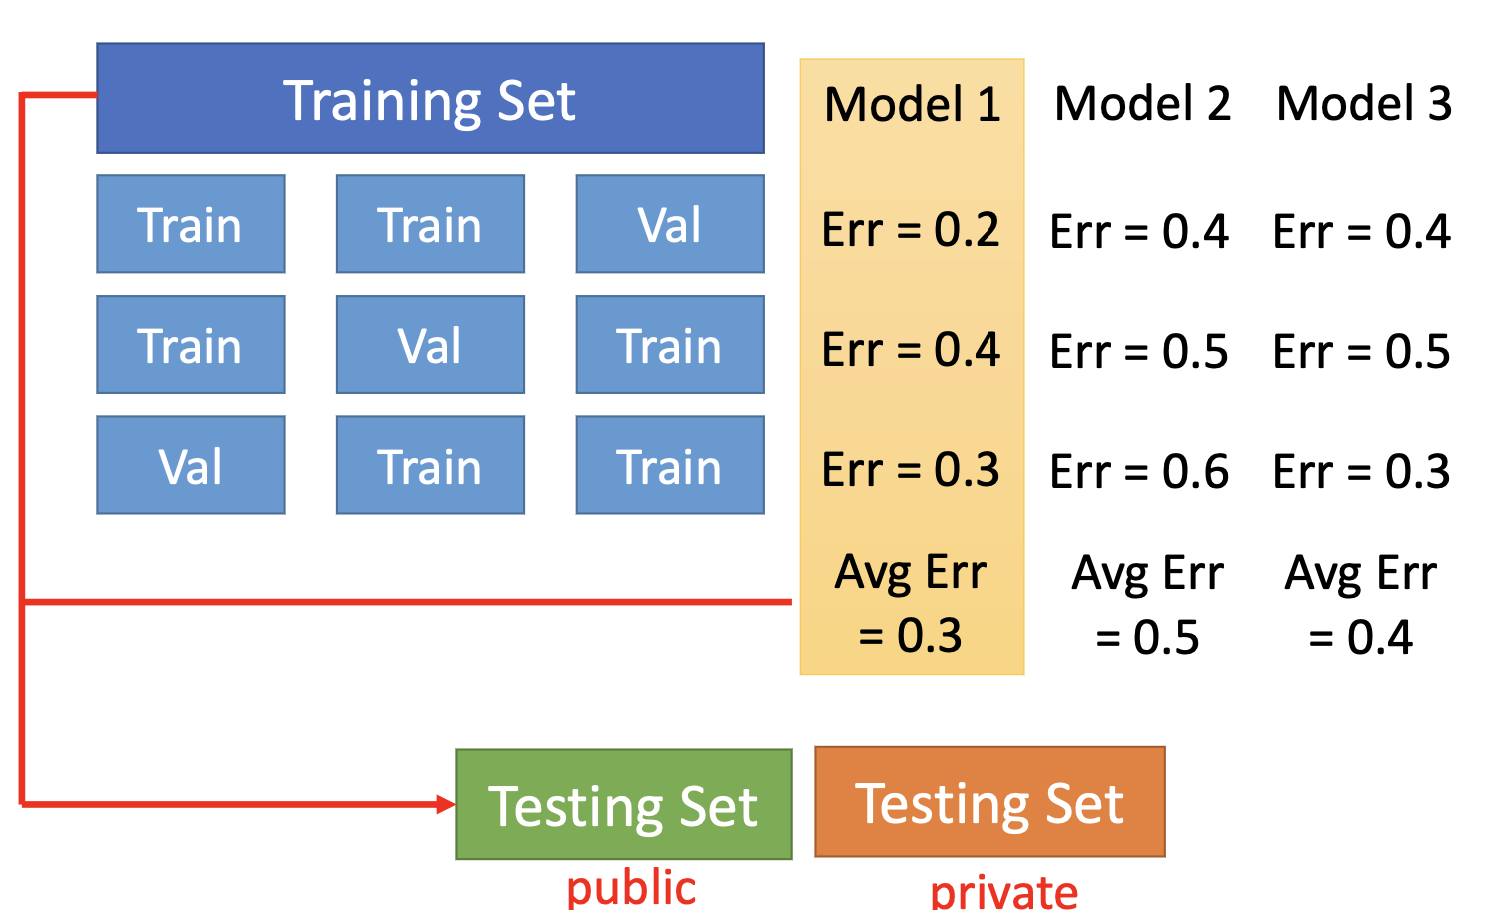 Training Set
Model 1 Model 2 Model 3
Train Train Val Err = 0.2 Err = 0.4 Err = 0.4
Train Val Train Err = 0.4 Err = 0.5 Err = 0.5
Val Train Train Err = 0.3 Err = 0.6 Err = 0.3
Avg Err Avg Err Avg Err
= 0.3 = 0.5 = 0.4
Testing Set Testing Set
public private